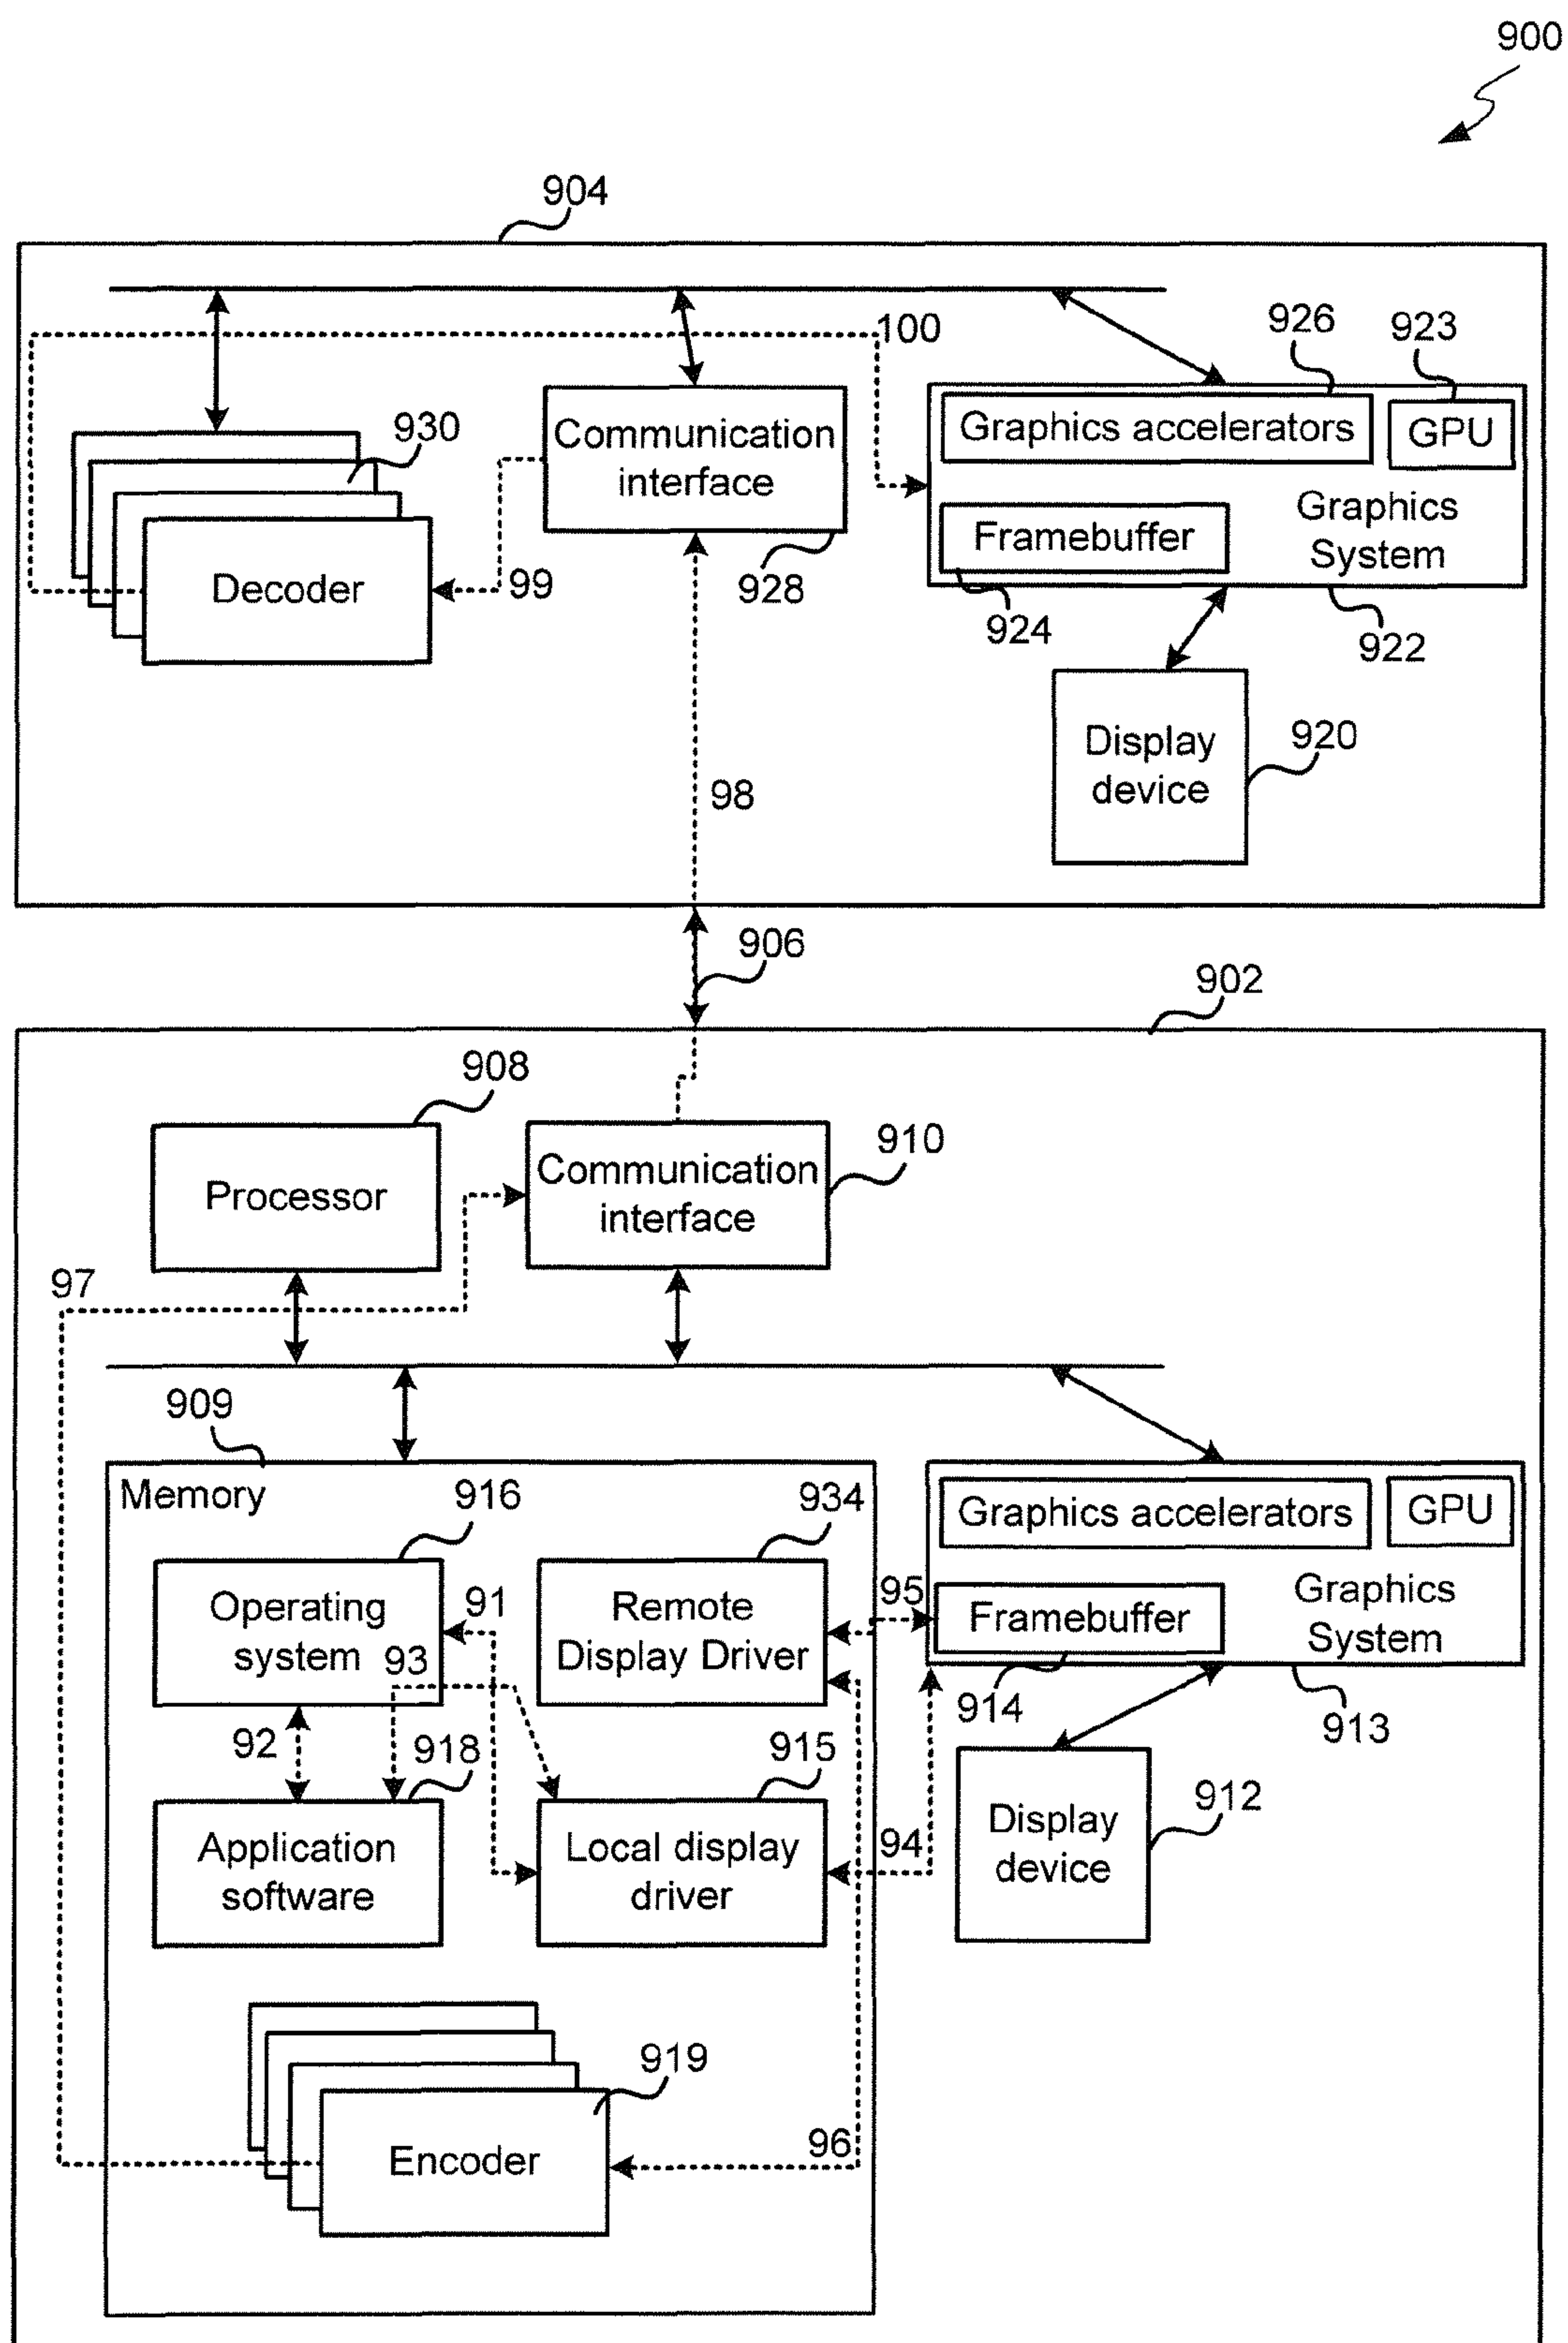 900
904
100
926
923
930
Communication
interface
Graphics accelerators
GPU
Framebuffer
Graphics
System
Decoder
99
928
924
922
Display
device
920
98
906
902
908
910
Processor
Communication
interface
97
909
Memory
916
934
Graphics accelerators
GPU
Operating
system
91
Remote
Display Driver
95
Framebuffer
Graphics
System
93
914
913
92
918
915
912
Application
software
Local display
driver
94
Display
device
919
Encoder
96